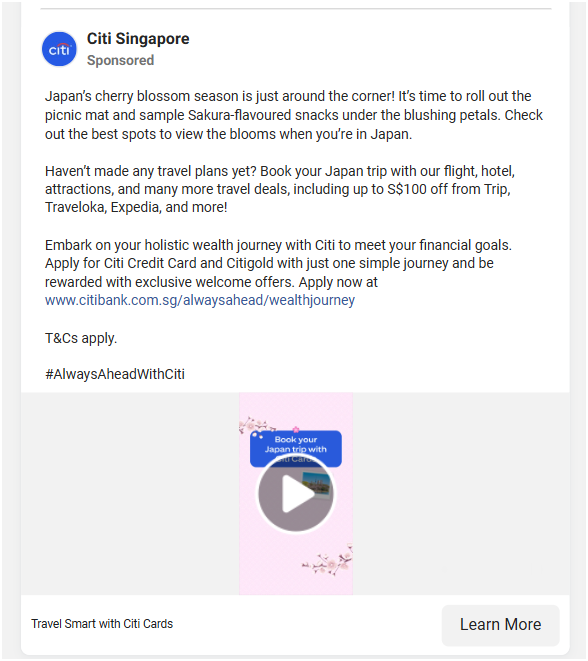 citi
Citi Singapore
Sponsored
Japan’s cherry blossom season is just around the corner! It’s time to roll out the
picnic mat and sample Sakura-flavoured snacks under the blushing petals. Check
out the best spots to view the blooms when you’re in Japan.
Haven’t made any travel plans yet? Book your Japan trip with our flight, hotel,
attractions, and many more travel deals, including up to S$100 off from Trip,
Traveloka, Expedia, and more!
Embark on your holistic wealth journey with Citi to meet your financial goals.
Apply for Citi Credit Card and Citigold with just one simple journey and be
rewarded with exclusive welcome offers. Apply now at
www.citibank.com.sg/alwaysahead/wealthjourney
T&Cs apply.
#AlwaysAheadWithCiti
Book your
Japan trip with
Travel Smart with Citi Cards
Learn More